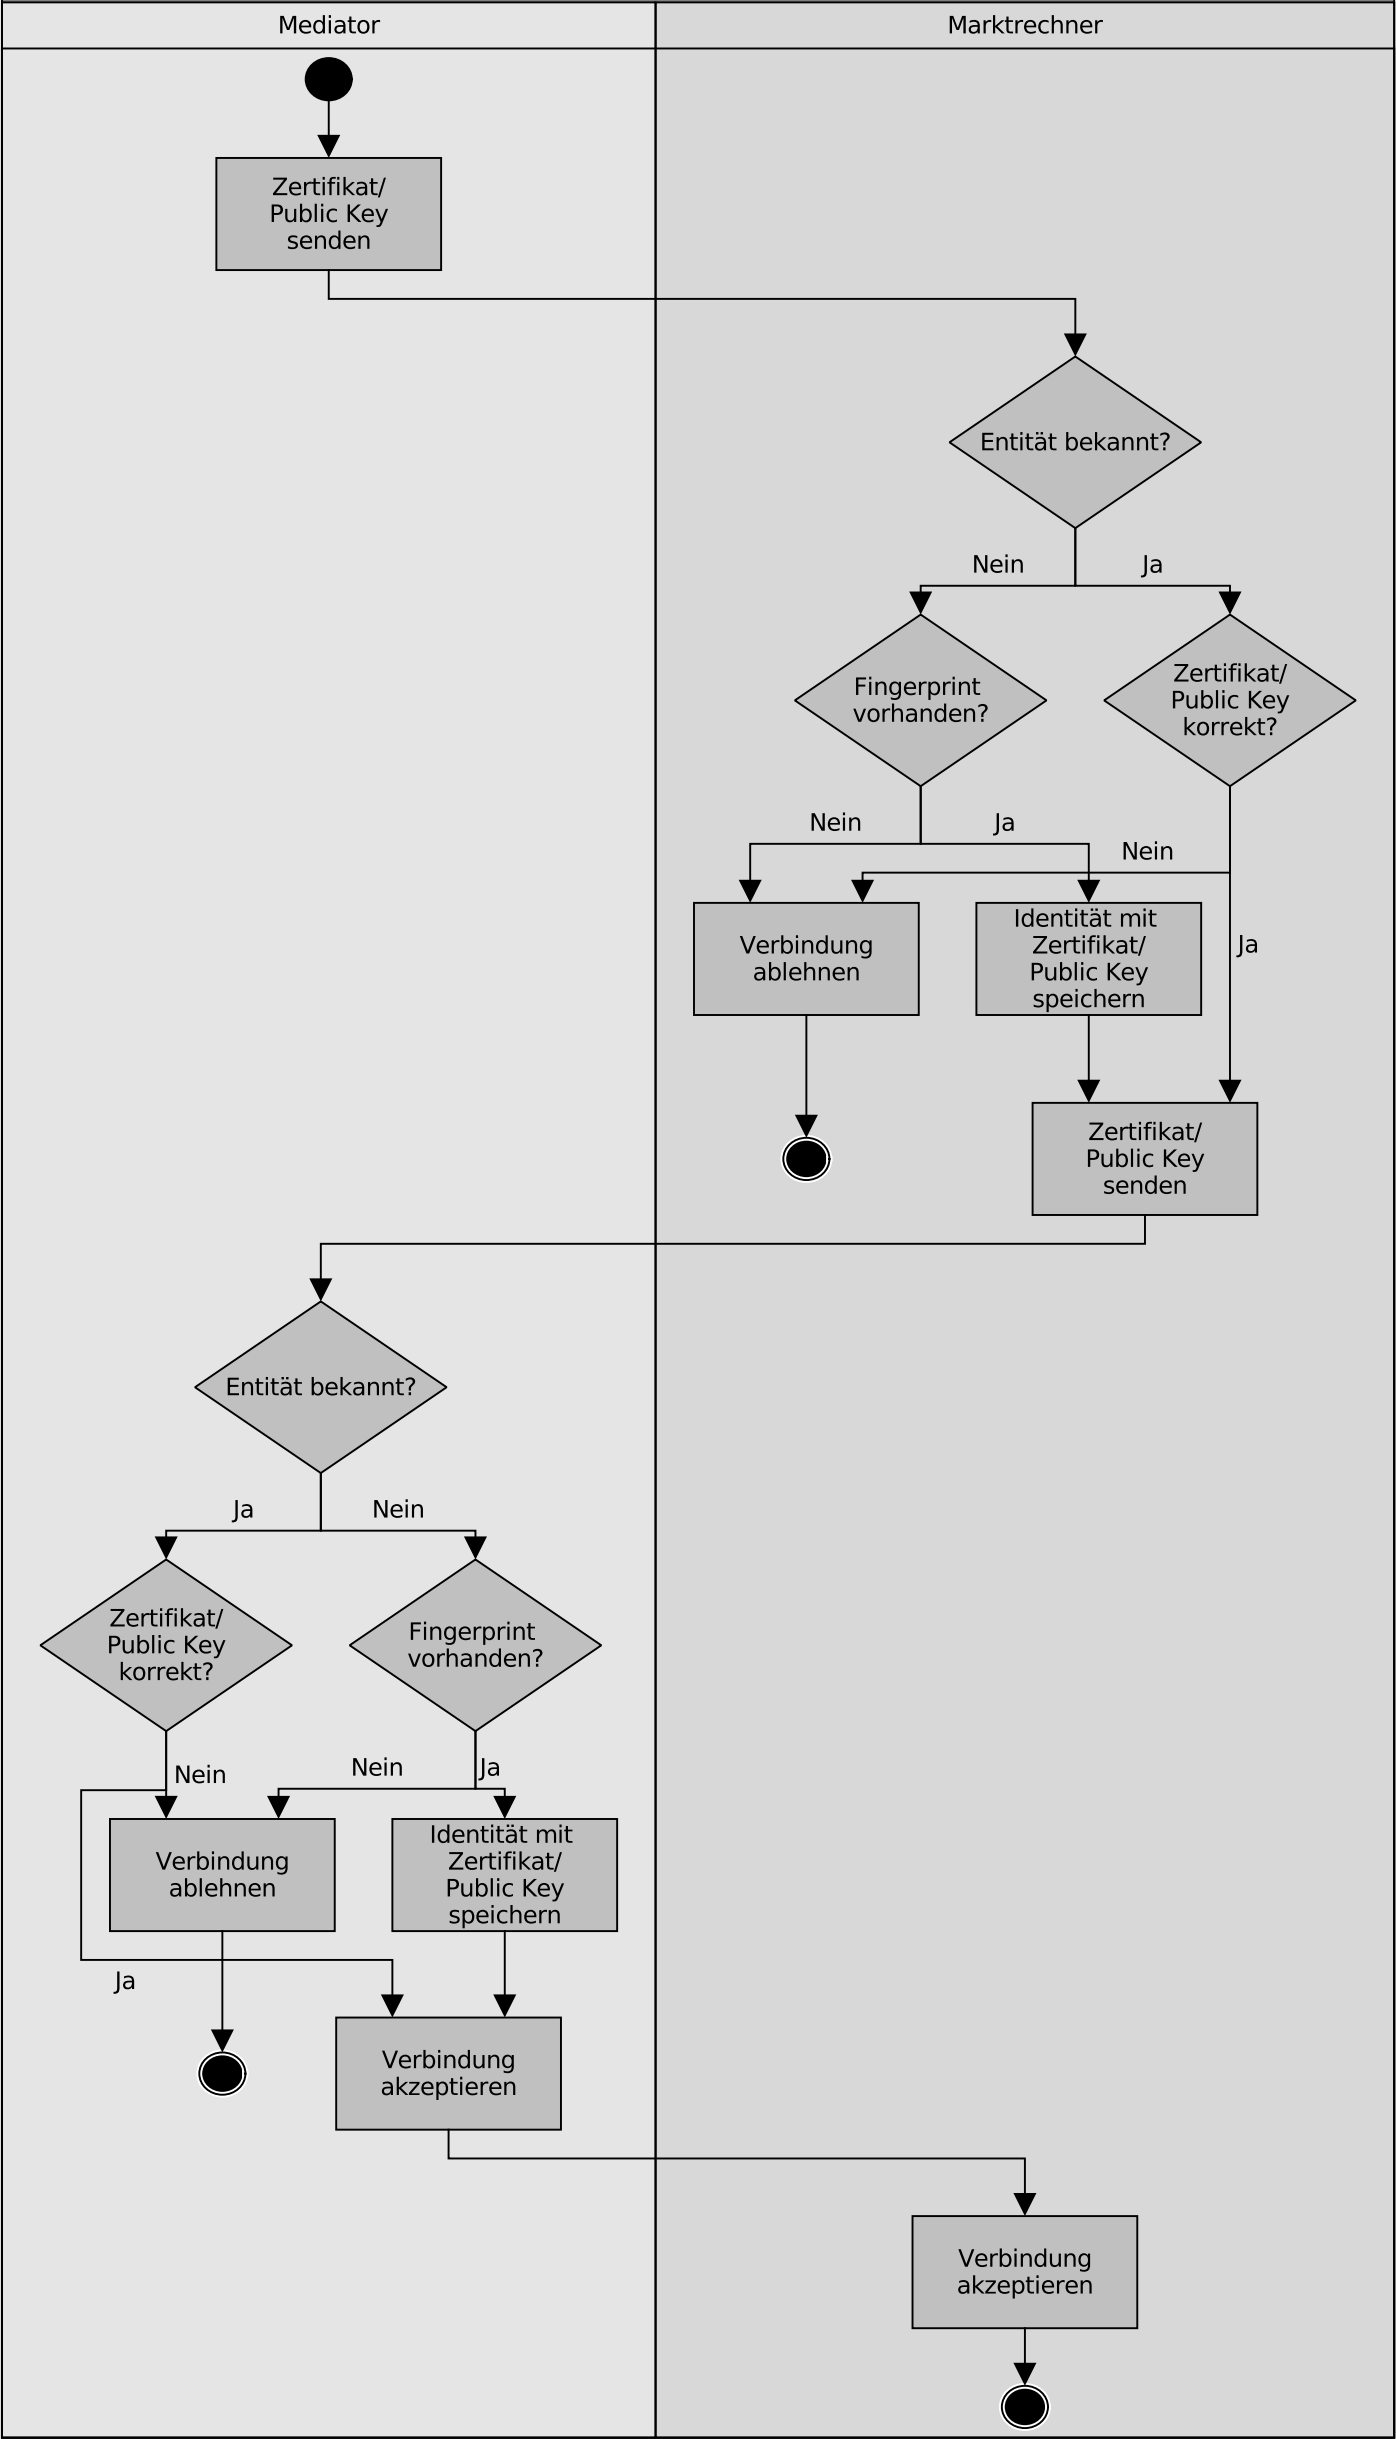 Mediator
Marktrechner
Zertifikat/
Public Key
senden
Entität bekannt?
Nein
Ja
Fingerprint
vorhanden?
Zertifikat/
Public Key
korrekt?
Nein
Ja
Nein
Verbindung
ablehnen
Identität mit
Zertifikat/
Public Key
speichern
Ja
Zertifikat/
Public Key
senden
Entität bekannt?
Ja
Nein
Zertifikat/
Public Key
korrekt?
Fingerprint
vorhanden?
Nein
Nein
Ja
Verbindung
ablehnen
Identität mit
Zertifikat/
Public Key
speichern
Ja
Verbindung
akzeptieren
Verbindung
akzeptieren